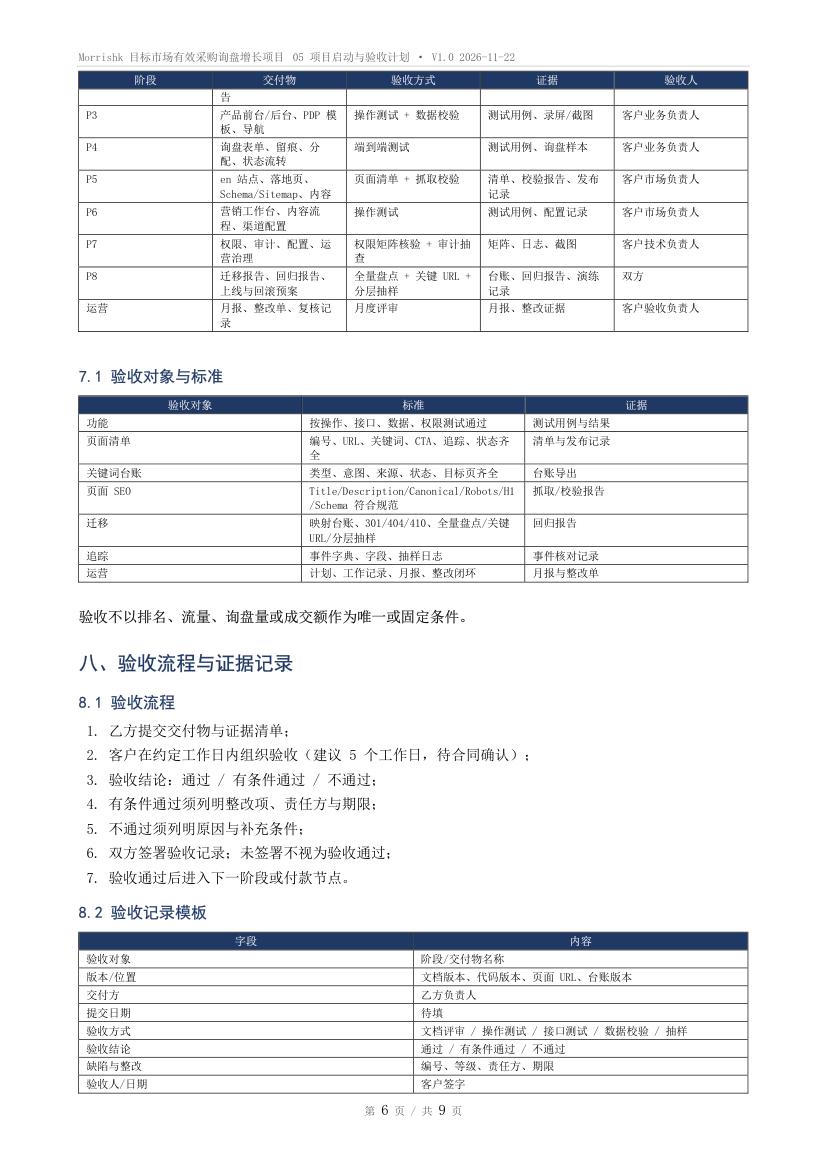 Morrishk 目标市场有效采购询盘增长项目 05 项目启动与验收计划 • V1.0 2026-11-22
阶段 交付物 验收方式 证据 验收人
告
P3 产品前台/后台、PDP 模 操作测试 + 数据校验 测试用例、录屏/截图 客户业务负责人
板、导航
P4 询盘表单、留痕、分 端到端测试 测试用例、询盘样本 客户业务负责人
配、状态流转
P5 en 站点、落地页、 页面清单 + 抓取校验 清单、校验报告、发布 客户市场负责人
Schema/Sitemap、内容 记录
P6 营销工作台、内容流 操作测试 测试用例、配置记录 客户市场负责人
程、渠道配置
P7 权限、审计、配置、运 权限矩阵核验 + 审计抽 矩阵、日志、截图 客户技术负责人
营治理 查
P8 迁移报告、回归报告、 全量盘点 + 关键 URL + 台账、回归报告、演练 双方
上线与回滚预案 分层抽样 记录
运营 月报、整改单、复核记 月度评审 月报、整改证据 客户验收负责人
录
7.1 验收对象与标准
验收对象 标准 证据
功能 按操作、接口、数据、权限测试通过 测试用例与结果
页面清单 编号、URL、关键词、CTA、追踪、状态齐 清单与发布记录
全
关键词台账 类型、意图、来源、状态、目标页齐全 台账导出
页面 SEO Title/Description/Canonical/Robots/H1 抓取/校验报告
/Schema 符合规范
迁移 映射台账、301/404/410、全量盘点/关键 回归报告
URL/分层抽样
追踪 事件字典、字段、抽样日志 事件核对记录
运营 计划、工作记录、月报、整改闭环 月报与整改单
验收不以排名、流量、询盘量或成交额作为唯一或固定条件。
八、验收流程与证据记录
8.1 验收流程
1. 乙方提交交付物与证据清单；
2. 客户在约定工作日内组织验收（建议 5 个工作日，待合同确认）；
3. 验收结论：通过 / 有条件通过 / 不通过；
4. 有条件通过须列明整改项、责任方与期限；
5. 不通过须列明原因与补充条件；
6. 双方签署验收记录；未签署不视为验收通过；
7. 验收通过后进入下一阶段或付款节点。
8.2 验收记录模板
字段 内容
验收对象 阶段/交付物名称
版本/位置 文档版本、代码版本、页面 URL、台账版本
交付方 乙方负责人
提交日期 待填
验收方式 文档评审 / 操作测试 / 接口测试 / 数据校验 / 抽样
验收结论 通过 / 有条件通过 / 不通过
缺陷与整改 编号、等级、责任方、期限
验收人/日期 客户签字
第 6 页 / 共 9 页